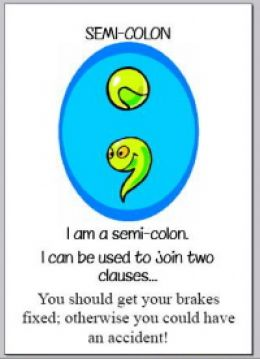 SEMI-COLON
I am a semi-colon.
I can be used to join two
clauses...
You should get your brakes
fixed; otherwise you could have
an accident!